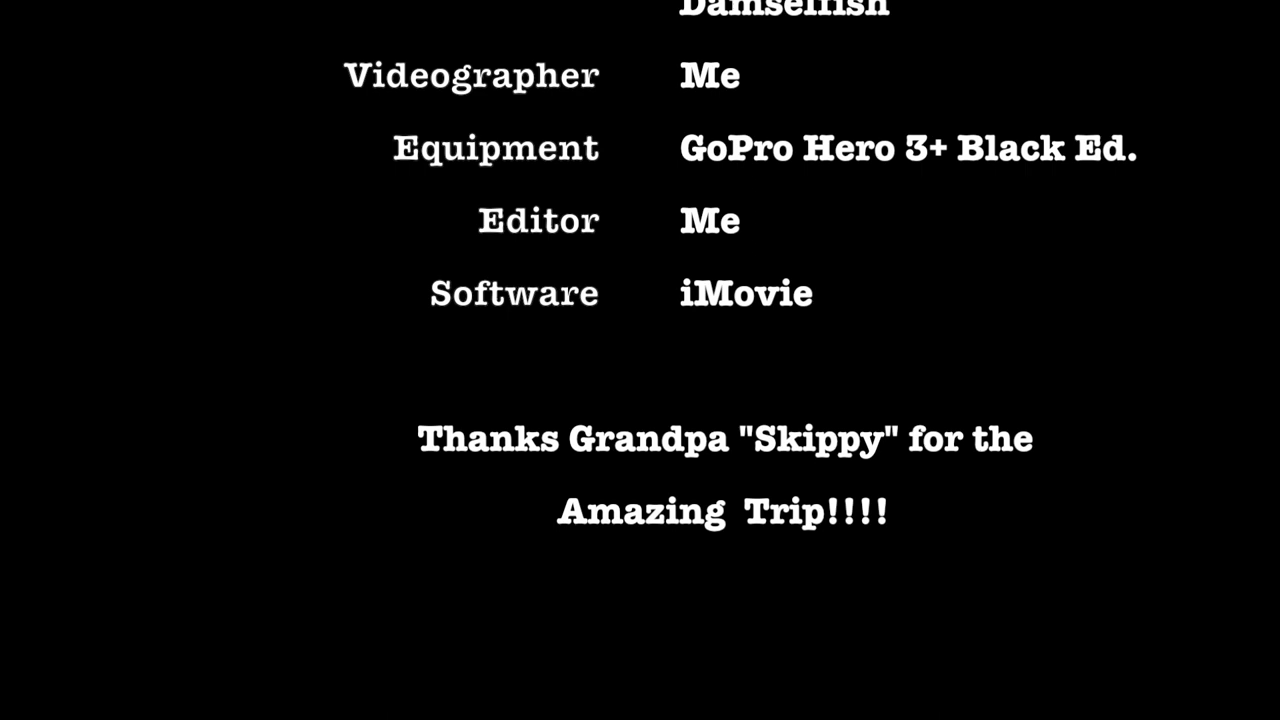 Damselfish
Videographer Me
Equipment GoPro Hero 3+ Black Ed.
Editor Me
Software iMovie
Thanks Grandpa "Skippy" for the
Amazing Trip!!!!